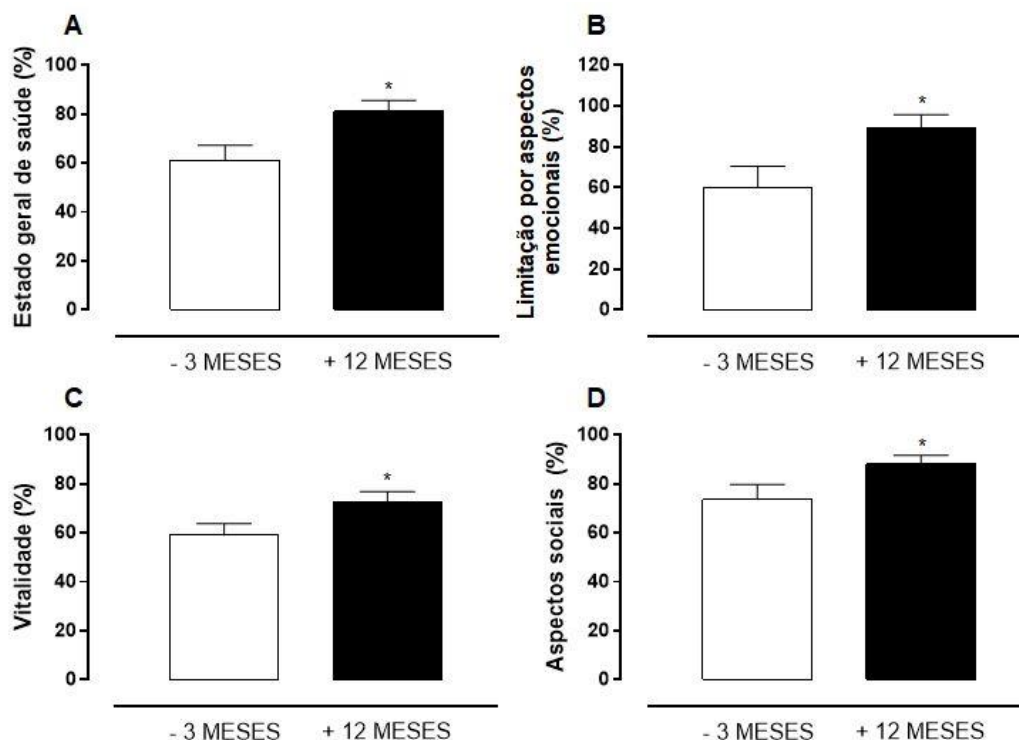 A
Estado geral de saúde (%)
100
80
60
40
20
0
*
- 3 MESES
+ 12 MESES
B
Limitação por aspectos
emocionais (%)
120
100
80
60
40
20
0
*
- 3 MESES
+ 12 MESES
C
Vitalidade (%)
100
80
60
40
20
0
*
- 3 MESES
+ 12 MESES
D
Aspectos sociais (%)
100
80
60
40
20
0
*
- 3 MESES
+ 12 MESES